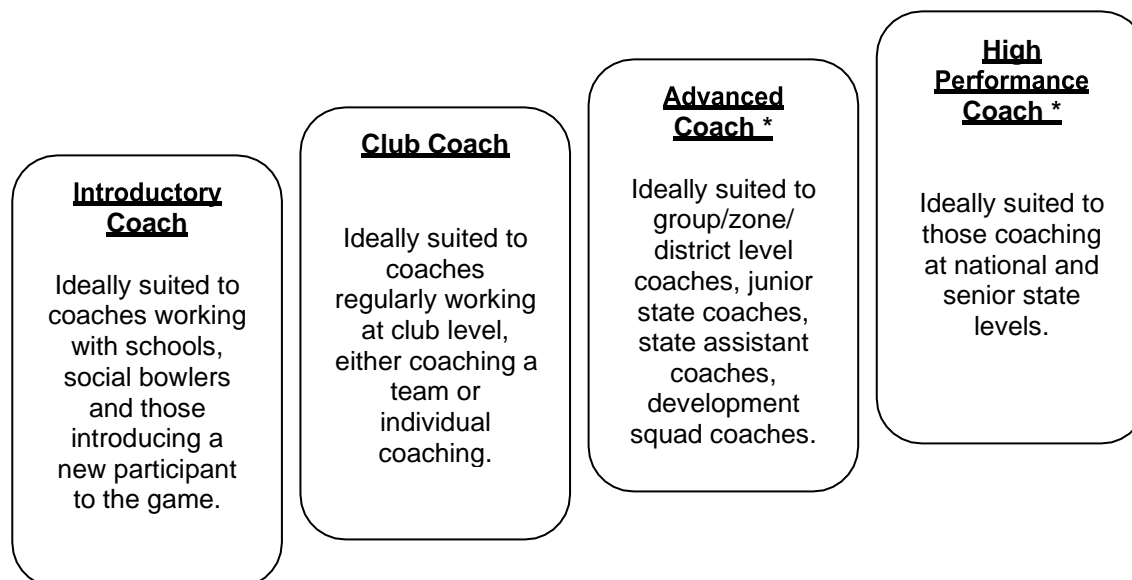 Introductory
Coach
Ideally suited to
coaches working
with schools,
social bowlers
and those
introducing a
new participant
to the game.
Club Coach
Ideally suited to
coaches
regularly working
at club level,
either coaching a
team or
individual
coaching.
Advanced
Coach *
Ideally suited to
group/zone/
district level
coaches, junior
state coaches,
state assistant
coaches,
development
squad coaches.
High
Performance
Coach *
Ideally suited to
those coaching
at national and
senior state
levels.